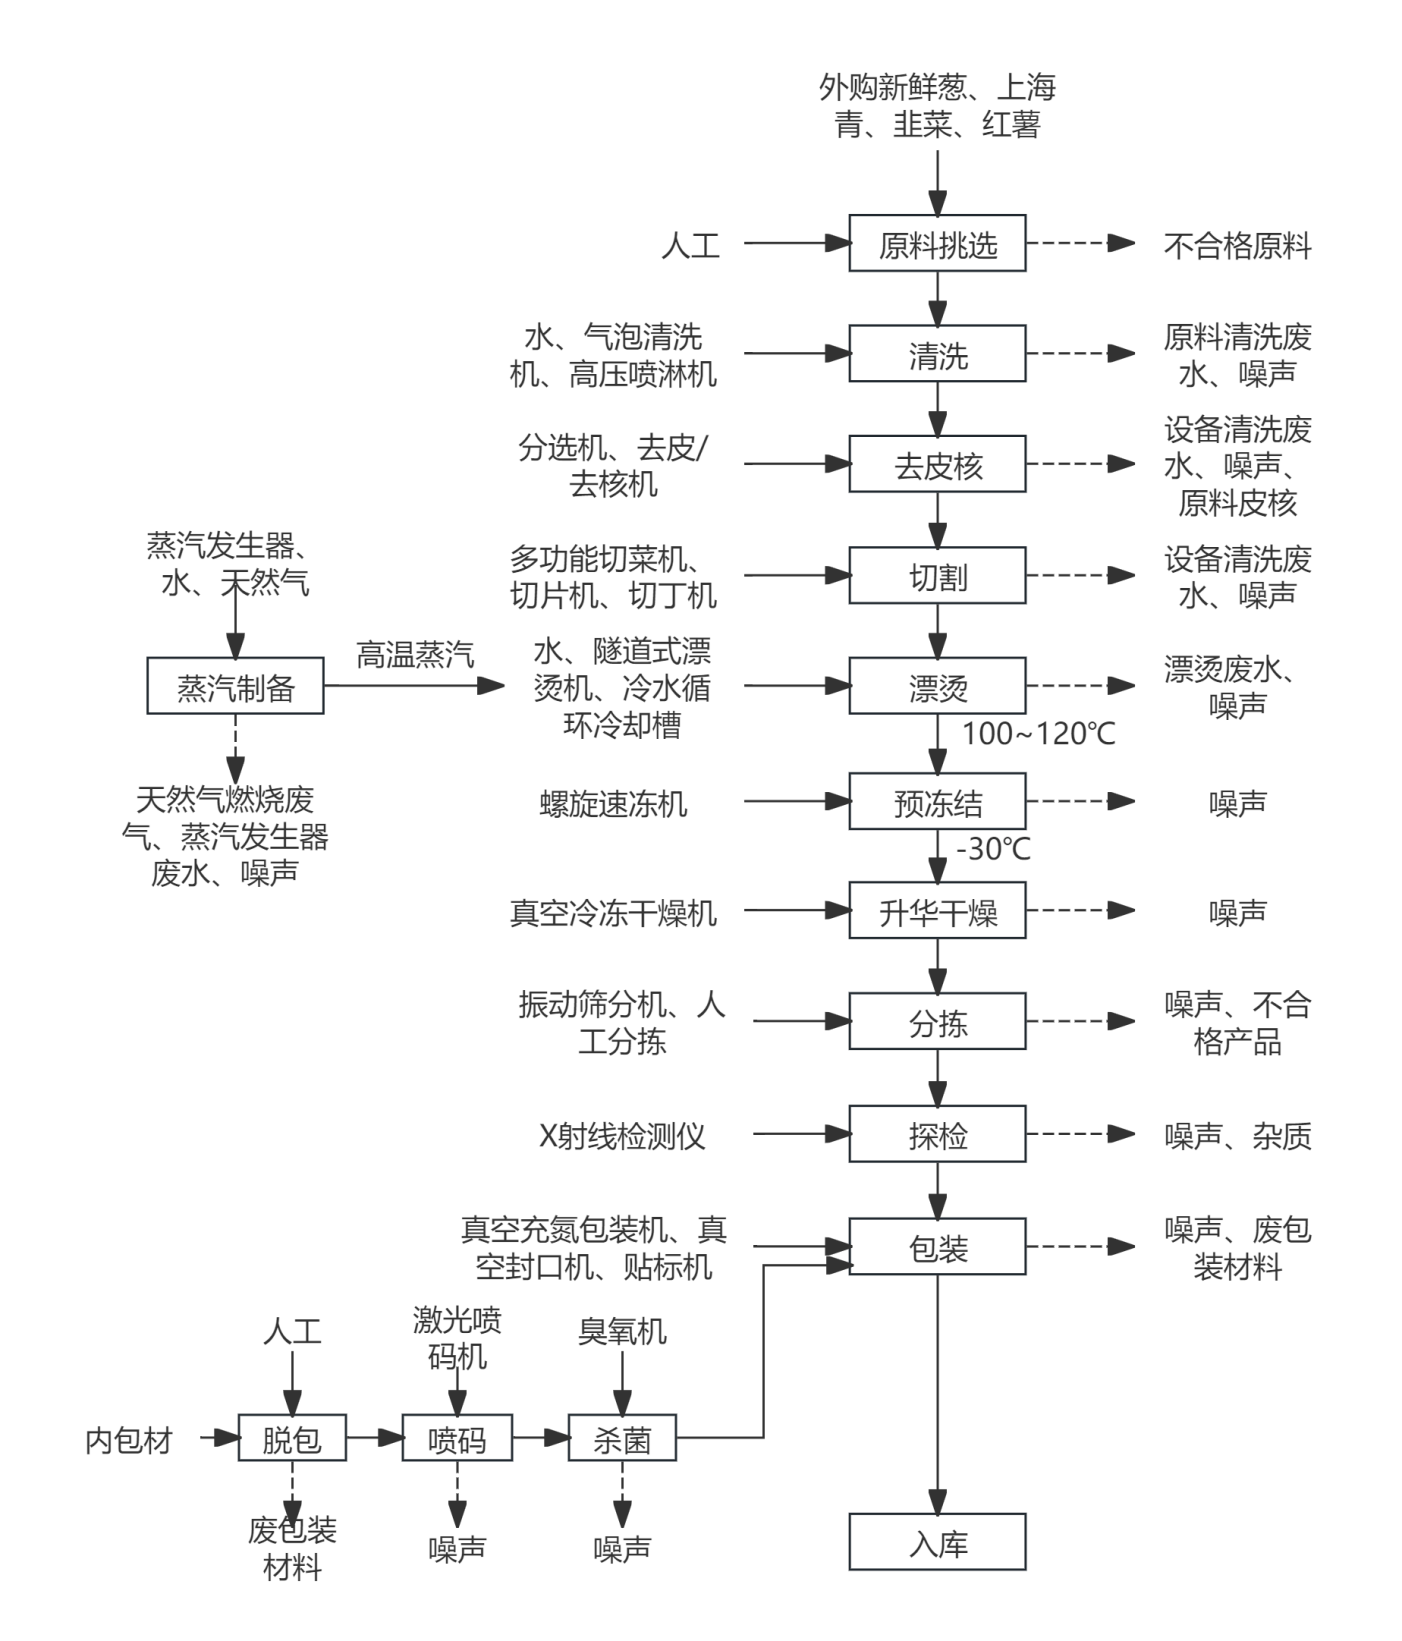 外购新鲜葱、上海
青、韭菜、红薯
人工
原料挑选
不合格原料
水、气泡清洗
机、高压喷淋机
清洗
原料清洗废
水、噪声
分选机、去皮/
去核机
去皮核
设备清洗废
水、噪声、
原料皮核
蒸汽发生器、
水、天然气
多功能切菜机、
切片机、切丁机
切割
设备清洗废
水、噪声
蒸汽制备
高温蒸汽
水、隧道式漂
烫机、冷水循
环冷却槽
漂烫
漂烫废水、
噪声
100~120℃
天然气燃烧废
气、蒸汽发生器
废水、噪声
螺旋速冻机
预冻结
噪声
-30℃
真空冷冻干燥机
升华干燥
噪声
振动筛分机、人
工分拣
分拣
噪声、不合
格产品
X射线检测仪
探检
噪声、杂质
真空充氮包装机、真
空封口机、贴标机
包装
噪声、废包
装材料
人工
激光喷
码机
臭氧机
内包材
脱包
喷码
杀菌
废包装
材料
噪声
噪声
入库